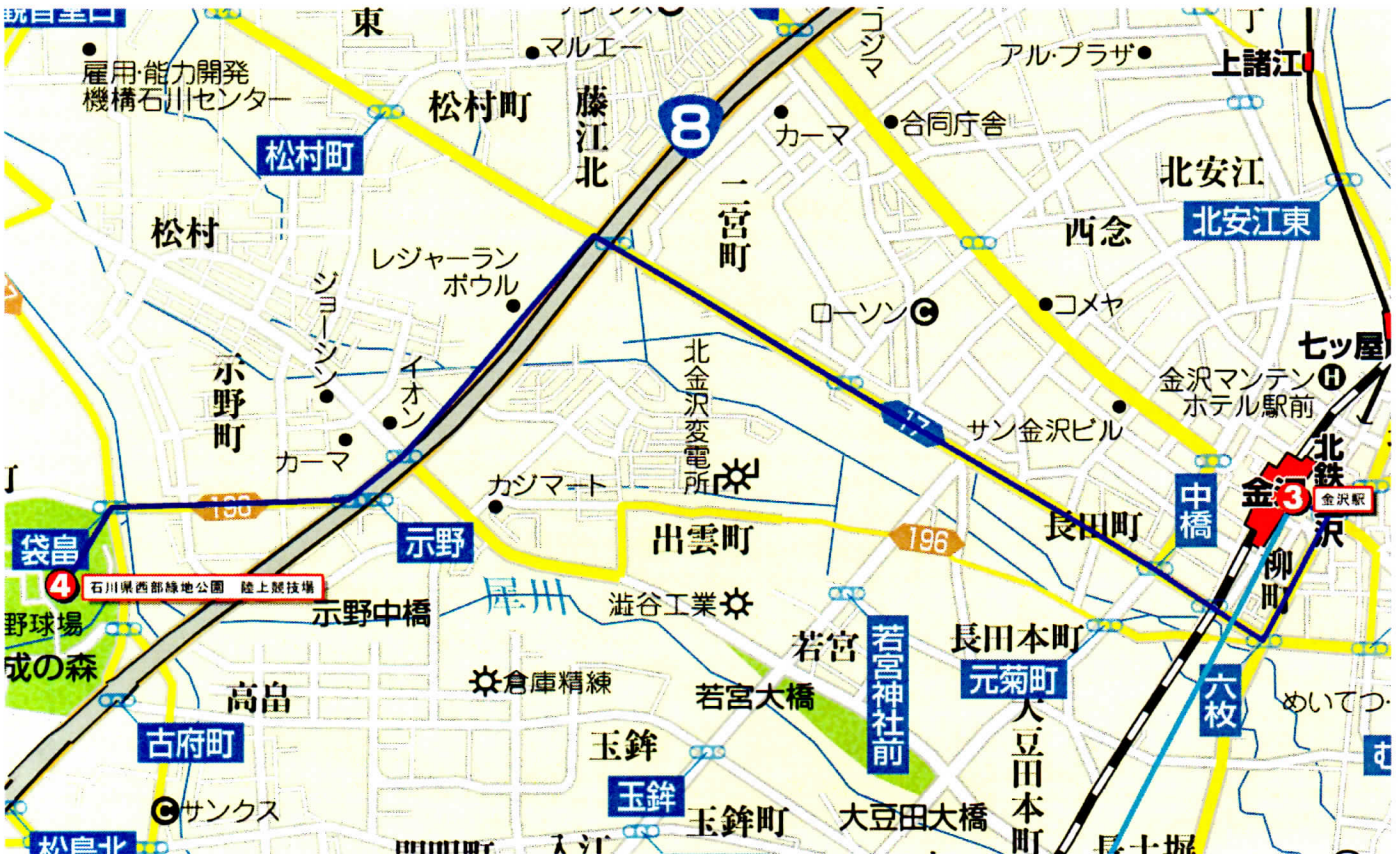 東
マルエー
コジマ
アル・プラザ
丁
上諸江
雇用・能力開発
機構石川センター
松村町
藤江北
8
カーマ
合同庁舎
松村町
北安江
北安江東
松村
二宮町
西念
レジャーラン
ボウル
ジョーシン
ローソン
C
コメヤ
七ッ屋
示野町
イオン
北金沢変電所
金沢マンテン
ホテル駅前
H
カーマ
17
サン金沢ビル
カジマート
中橋
3
金沢駅
190
袋畠
示野
出雲町
196
長田町
柳町
4
石川県西部緑地公園 陸上競技場
野球場
示野中橋
犀川
澁谷工業
若宮
長田本町
成の森
高畠
倉庫精練
若宮大橋
若宮神社前
元菊町
六枚
めいてつ・
古府町
玉鉾
大豆田本町
む
C
サンクス
玉鉾
玉鉾町
大豆田大橋
松島北
入江
長土塀